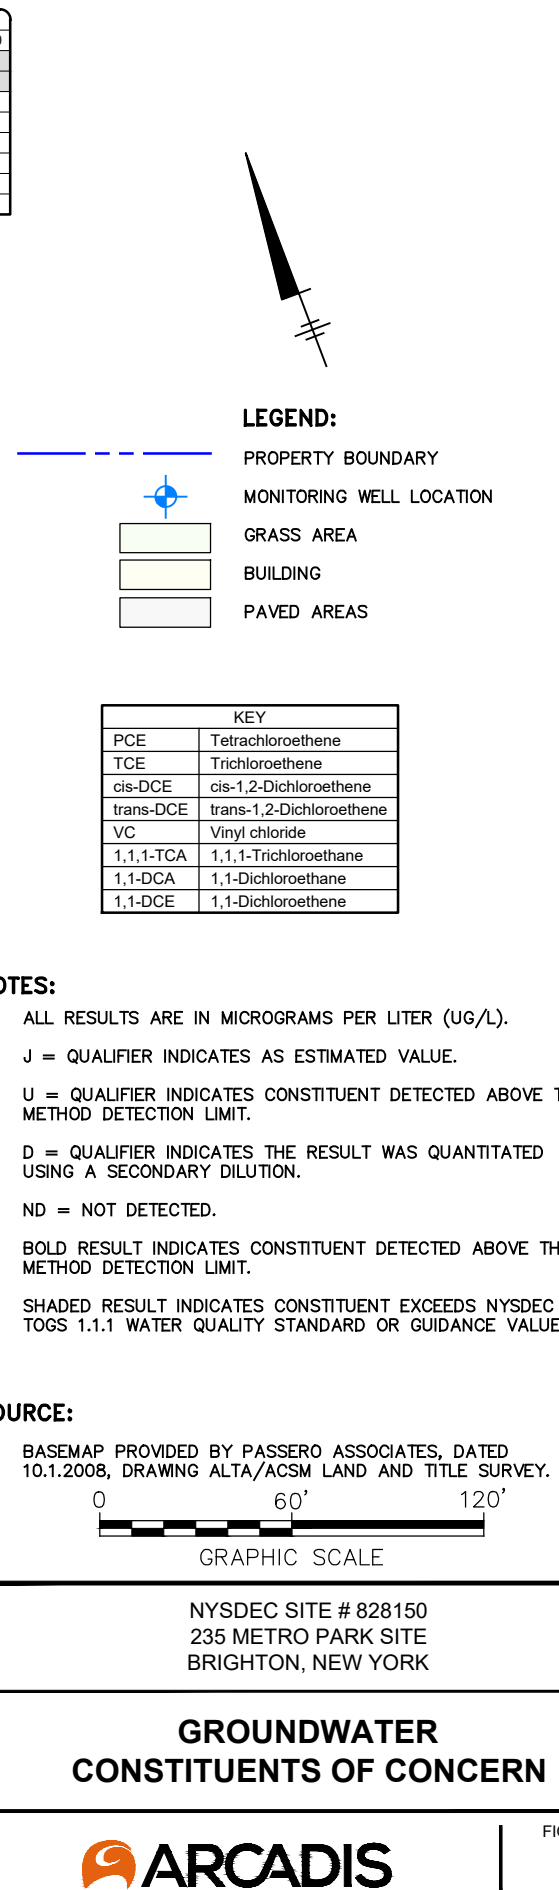 LEGEND:
PROPERTY BOUNDARY
MONITORING WELL LOCATION
GRASS AREA
BUILDING
PAVED AREAS
KEY
PCE Tetrachloroethene
TCE Trichloroethene
cis-DCE cis-1,2-Dichloroethene
trans-DCE trans-1,2-Dichloroethene
VC Vinyl chloride
1,1,1-TCA 1,1,1-Trichloroethane
1,1-DCA 1,1-Dichloroethane
1,1-DCE 1,1-Dichloroethene
OTES:
ALL RESULTS ARE IN MICROGRAMS PER LITER (UG/L).
J = QUALIFIER INDICATES AS ESTIMATED VALUE.
U = QUALIFIER INDICATES CONSTITUENT DETECTED ABOVE
METHOD DETECTION LIMIT.
D = QUALIFIER INDICATES THE RESULT WAS QUANTITATED
USING A SECONDARY DILUTION.
ND = NOT DETECTED.
BOLD RESULT INDICATES CONSTITUENT DETECTED ABOVE TH
METHOD DETECTION LIMIT.
SHADED RESULT INDICATES CONSTITUENT EXCEEDS NYSDEC
TOGS 1.1.1 WATER QUALITY STANDARD OR GUIDANCE VALUE
OURCE:
BASEMAP PROVIDED BY PASSERO ASSOCIATES, DATED
10.1.2008, DRAWING ALTA/ACSM LAND AND TITLE SURVEY.
0 60' 120'
GRAPHIC SCALE
NYSDEC SITE # 828150
235 METRO PARK SITE
BRIGHTON, NEW YORK
GROUNDWATER
CONSTITUENTS OF CONCERN
ARCADIS